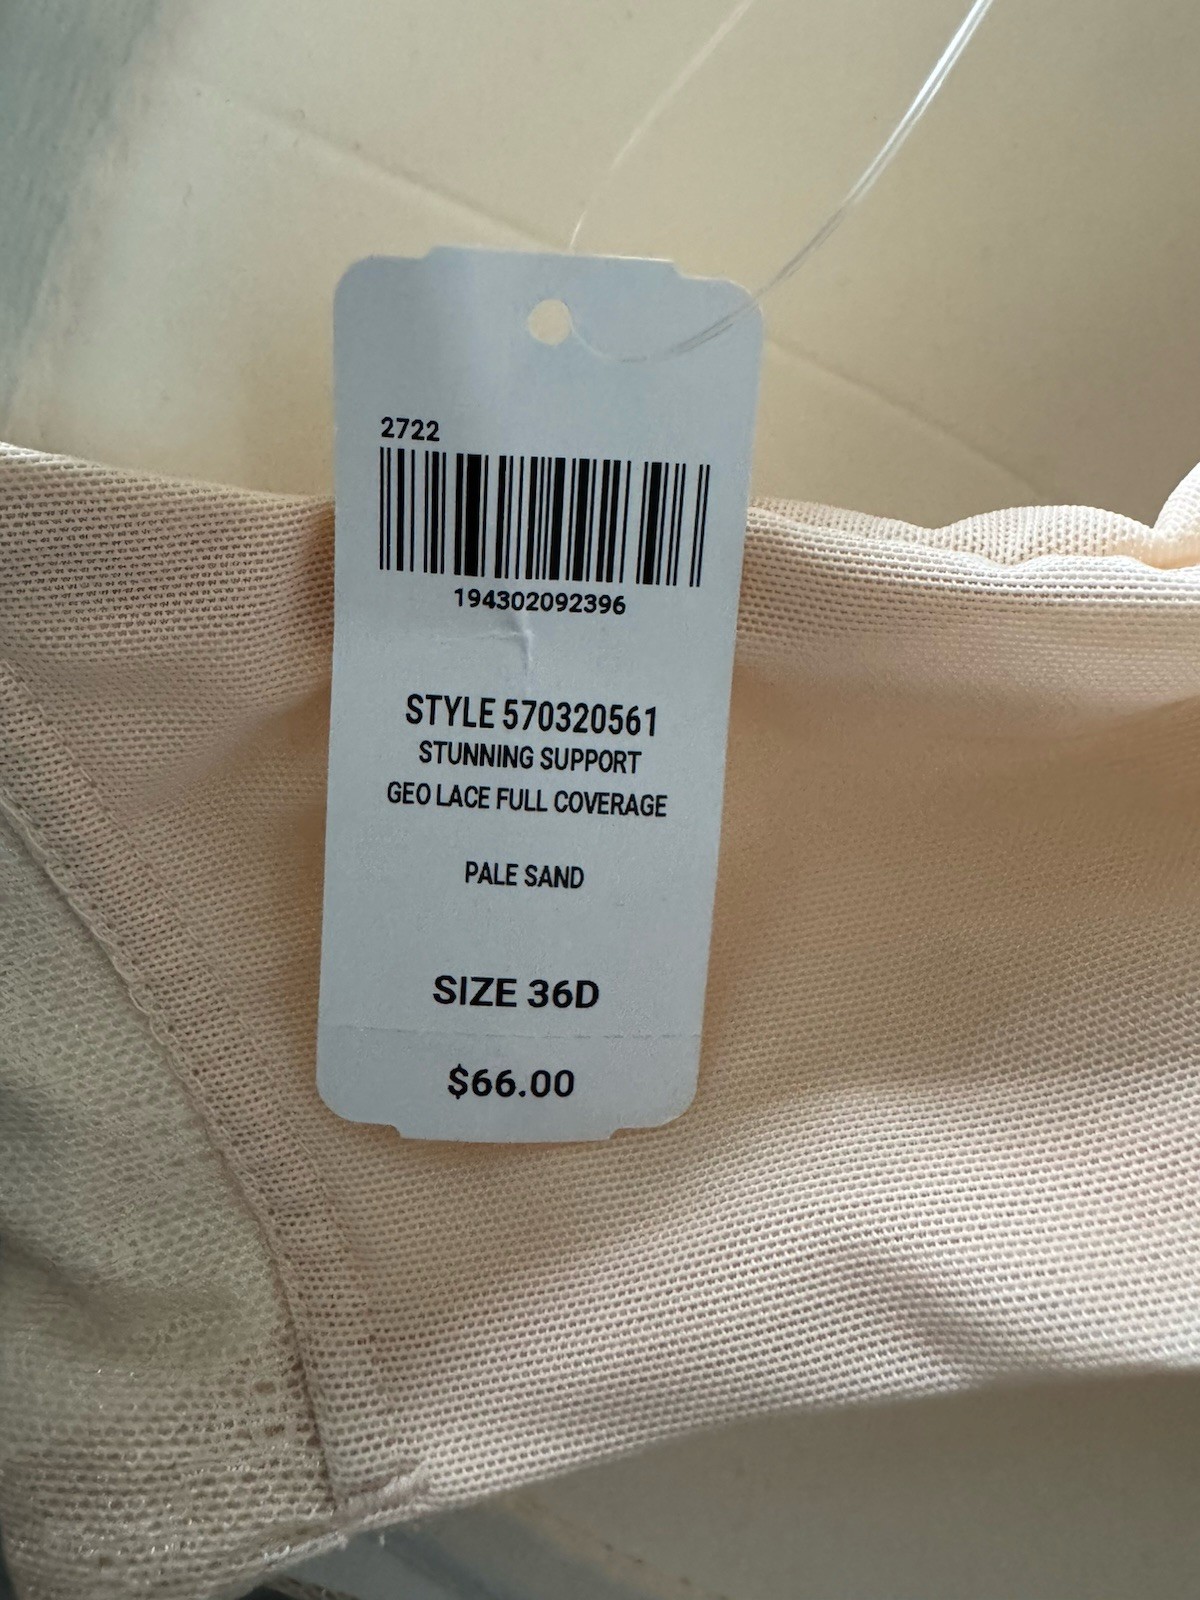 2722
194302092396
STYLE 570320561
STUNNING SUPPORT
GEO LACE FULL COVERAGE
PALE SAND
SIZE 36D
$66.00